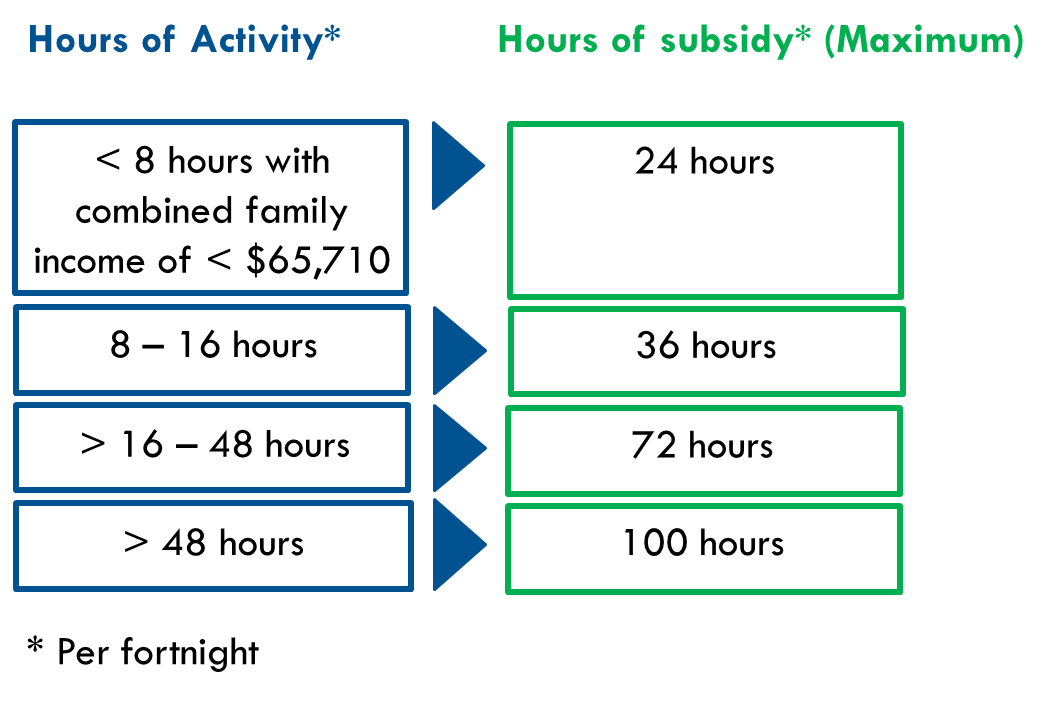 Hours of Activity*
Hours of subsidy* (Maximum)
< 8 hours with
combined family
income of < $65,710
24 hours
8 – 16 hours
36 hours
> 16 – 48 hours
72 hours
> 48 hours
100 hours
* Per fortnight